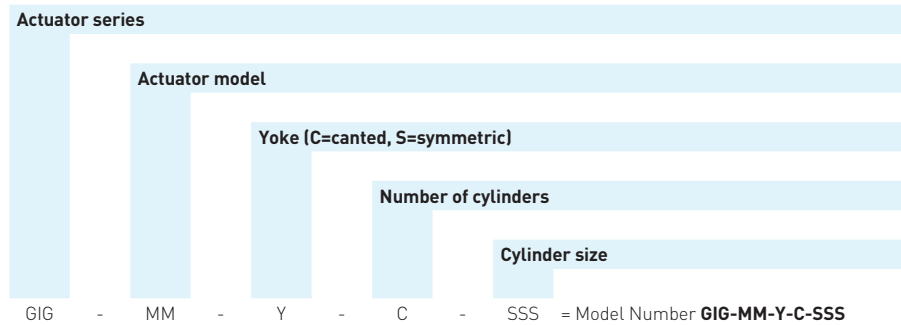 Actuator series
Actuator model
Yoke (C=canted, S=symmetric)
Number of cylinders
Cylinder size
GIG - MM - Y - C - SSS = Model Number GIG-MM-Y-C-SSS